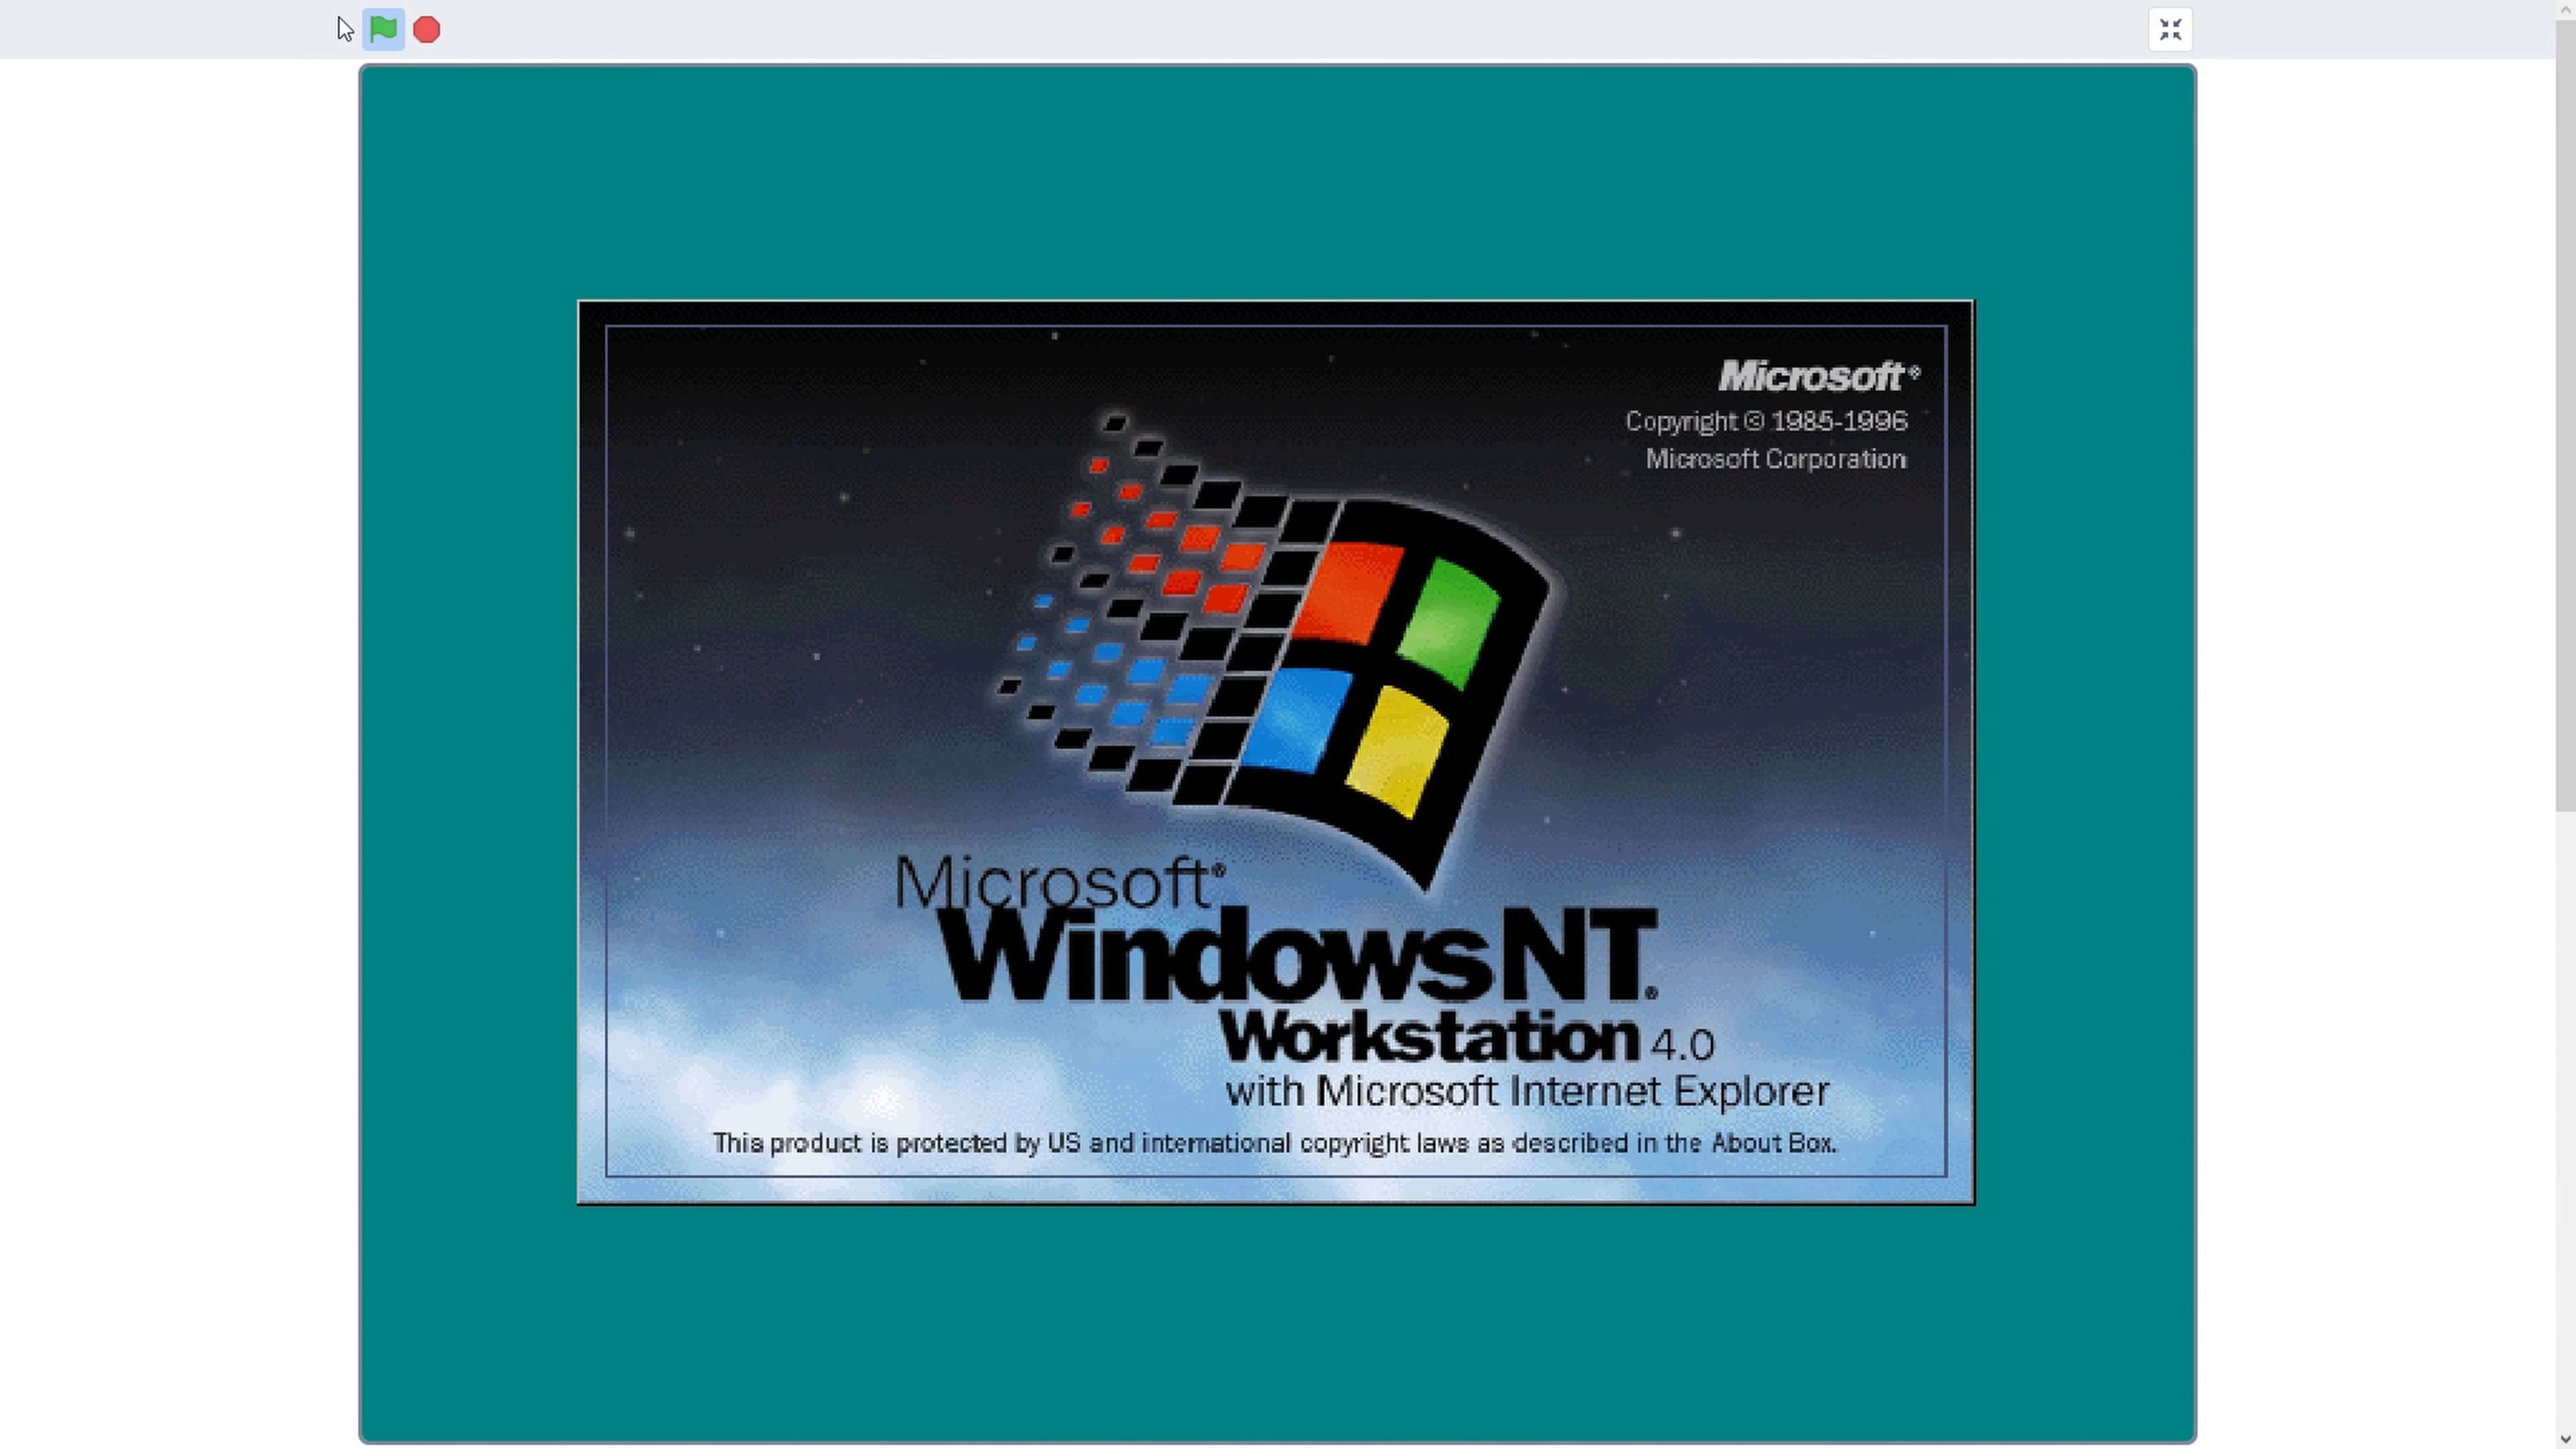 Microsoft®
Copyright © 1985-1996
Microsoft Corporation
Microsoft®
Windows NT®
Workstation 4.0
with Microsoft Internet Explorer
This product is protected by US and international copyright laws as described in the About Box.